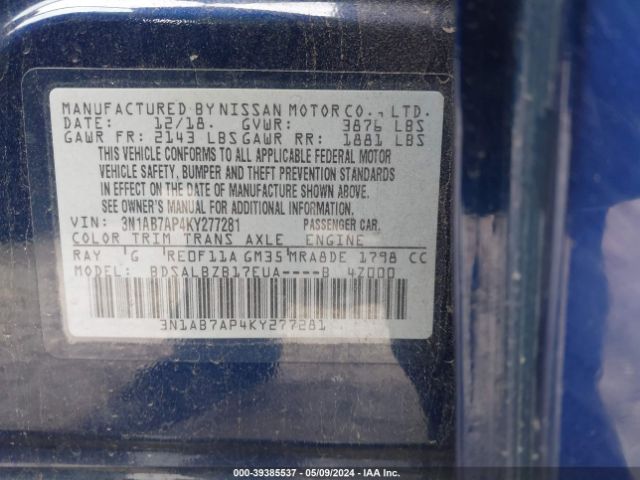 MANUFACTURED BY NISSAN MOTOR CO., LTD.
DATE: 12/18. GVWR: 3876 LBS
GAWR FR: 2143 LBS GAWR RR: 1881 LBS
THIS VEHICLE CONFORMS TO ALL APPLICABLE FEDERAL MOTOR
VEHICLE SAFETY, BUMPER AND THEFT PREVENTION STANDARDS
IN EFFECT ON THE DATE OF MANUFACTURE SHOWN ABOVE.
SEE OWNER'S MANUAL FOR ADDITIONAL INFORMATION.
VIN: 3N1AB7AP4KY277281 PASSENGER CAR.
COLOR TRIM TRANS AXLE ENGINE
RAY G RE0F11A GM35 MRA8DE 1798 CC
MODEL: BDSALBZB17EUA----B 4Z000
3N1AB7AP4KY277281
000-39385537 - 05/09/2024 - IAA Inc.